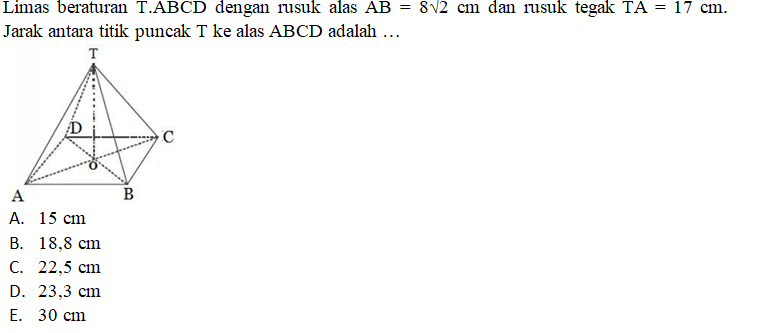 Limas beraturan T.ABCD dengan rusuk alas AB = 8√2 cm dan rusuk tegak TA = 17 cm.
Jarak antara titik puncak T ke alas ABCD adalah …
T
D
C
O
A
B
A. 15 cm
B. 18,8 cm
C. 22,5 cm
D. 23,3 cm
E. 30 cm